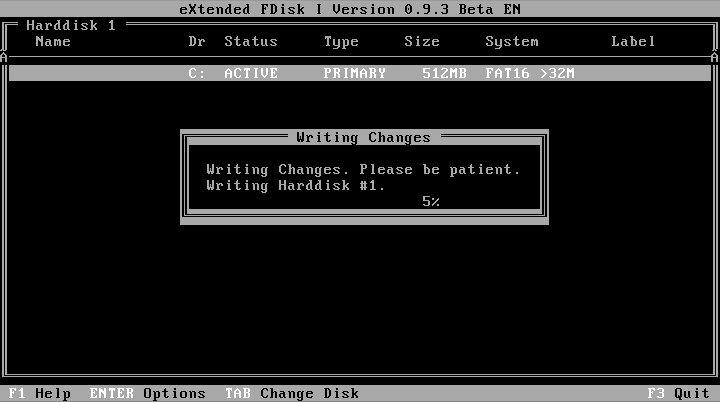 eXtended FDisk I Version 0.9.3 Beta EN
Harddisk 1
Name Dr Status Type Size System Label
A A
C: ACTIVE PRIMARY 512MB FAT16 >32M
Writing Changes
Writing Changes. Please be patient.
Writing Harddisk #1.
5%
F1 Help ENTER Options TAB Change Disk F3 Quit